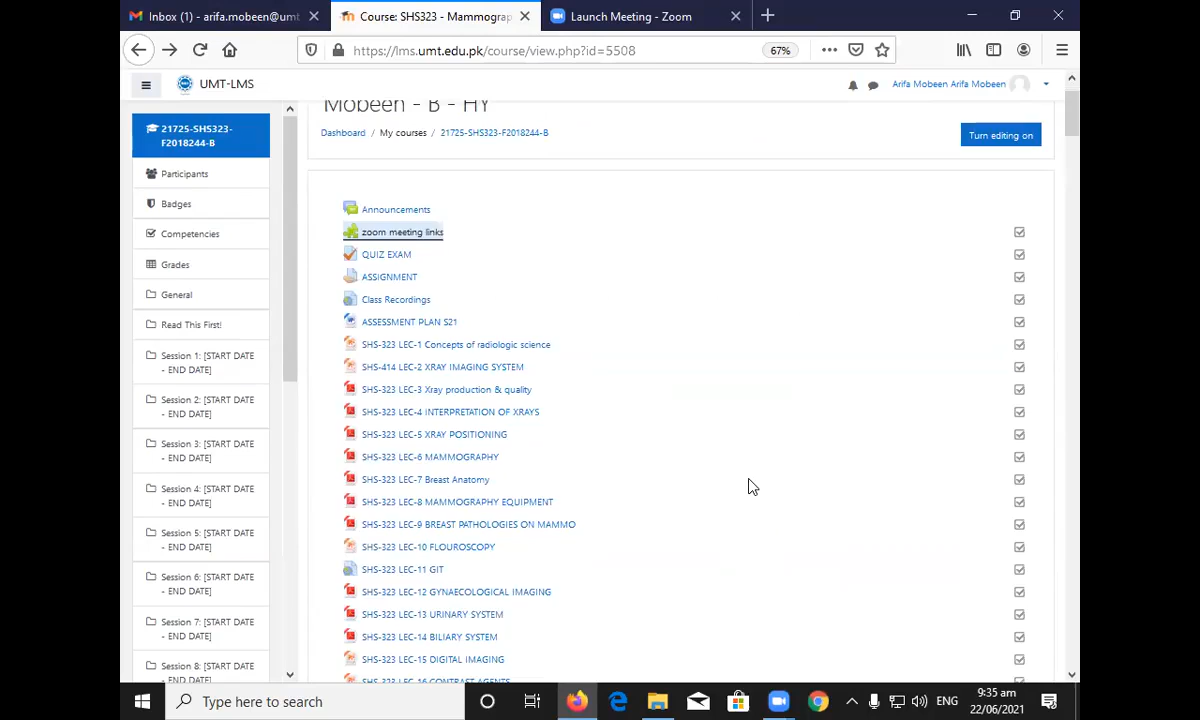 Inbox (1) - arifa.mobeen@umt
Course: SHS323 - Mammograp
Launch Meeting - Zoom
https://lms.umt.edu.pk/course/view.php?id=5508
67%
UMT-LMS
Arifa Mobeen Arifa Mobeen
Mobeen - B - HY
Dashboard / My courses / 21725-SHS323-F2018244-B
Turn editing on
21725-SHS323-
F2018244-B
Participants
Badges
Competencies
Grades
General
Read This First!
Session 1: [START DATE
- END DATE]
Session 2: [START DATE
- END DATE]
Session 3: [START DATE
- END DATE]
Session 4: [START DATE
- END DATE]
Session 5: [START DATE
- END DATE]
Session 6: [START DATE
- END DATE]
Session 7: [START DATE
- END DATE]
Session 8: [START DATE
- END DATE]
Announcements
zoom meeting links
QUIZ EXAM
ASSIGNMENT
Class Recordings
ASSESSMENT PLAN S21
SHS-323 LEC-1 Concepts of radiologic science
SHS-414 LEC-2 XRAY IMAGING SYSTEM
SHS-323 LEC-3 Xray production & quality
SHS-323 LEC-4 INTERPRETATION OF XRAYS
SHS-323 LEC-5 XRAY POSITIONING
SHS-323 LEC-6 MAMMOGRAPHY
SHS-323 LEC-7 Breast Anatomy
SHS-323 LEC-8 MAMMOGRAPHY EQUIPMENT
SHS-323 LEC-9 BREAST PATHOLOGIES ON MAMMO
SHS-323 LEC-10 FLOUROSCOPY
SHS-323 LEC-11 GIT
SHS-323 LEC-12 GYNAECOLOGICAL IMAGING
SHS-323 LEC-13 URINARY SYSTEM
SHS-323 LEC-14 BILIARY SYSTEM
SHS-323 LEC-15 DIGITAL IMAGING
SHS-323 LEC-16 CONTRAST AGENTS
Type here to search
ENG
9:35 am
22/06/2021